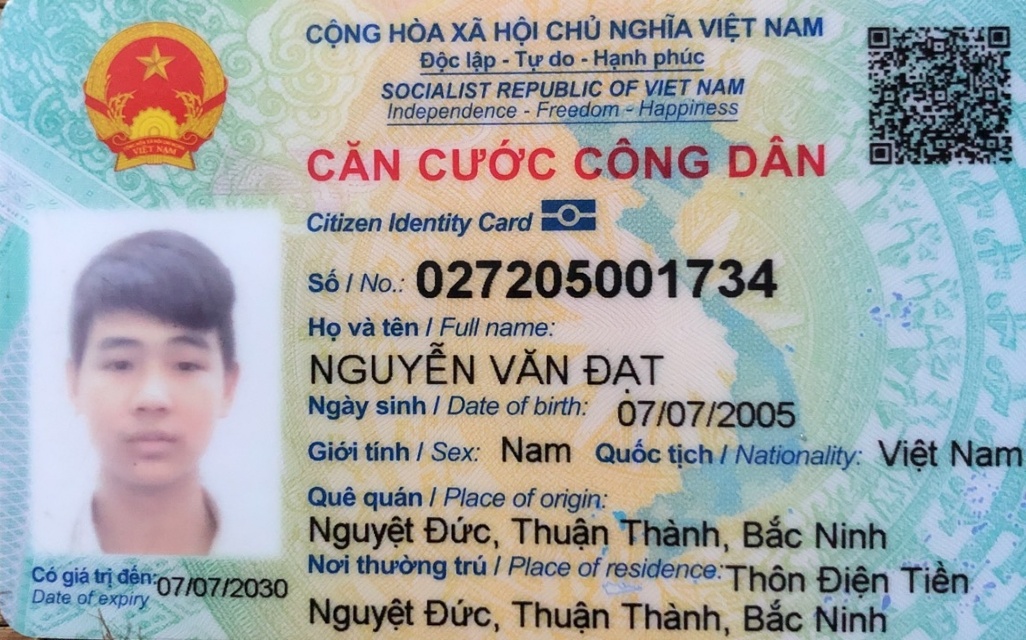 CỘNG HÒA XÃ HỘI CHỦ NGHĨA VIỆT NAM
Độc lập - Tự do - Hạnh phúc
SOCIALIST REPUBLIC OF VIET NAM
Independence - Freedom - Happiness
CĂN CƯỚC CÔNG DÂN
Citizen Identity Card
Số / No.: 027205001734
Họ và tên / Full name:
NGUYỄN VĂN ĐẠT
Ngày sinh / Date of birth: 07/07/2005
Giới tính / Sex: Nam Quốc tịch / Nationality: Việt Nam
Quê quán / Place of origin:
Nguyệt Đức, Thuận Thành, Bắc Ninh
Nơi thường trú / Place of residence: Thôn Điện Tiền
Nguyệt Đức, Thuận Thành, Bắc Ninh
Có giá trị đến: 07/07/2030
Date of expiry
VIỆT NAM